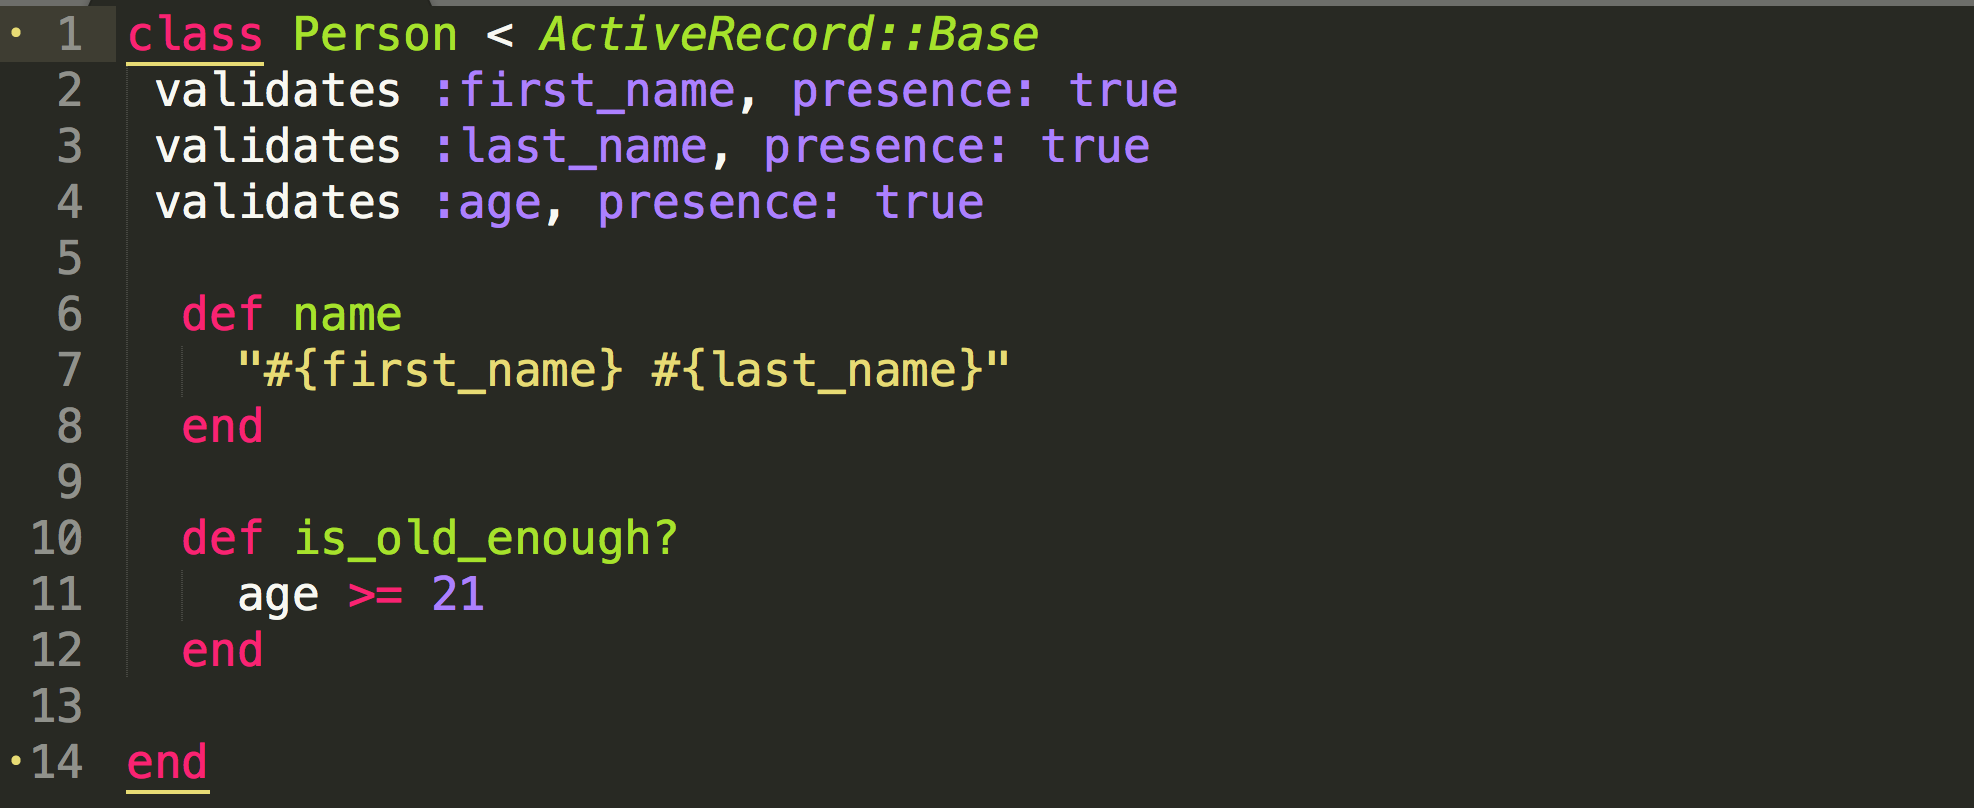 1 class Person < ActiveRecord::Base
2  validates :first_name, presence: true
3  validates :last_name, presence: true
4  validates :age, presence: true
5
6   def name
7     "#{first_name} #{last_name}"
8   end
9
10   def is_old_enough?
11     age >= 21
12   end
13
14 end